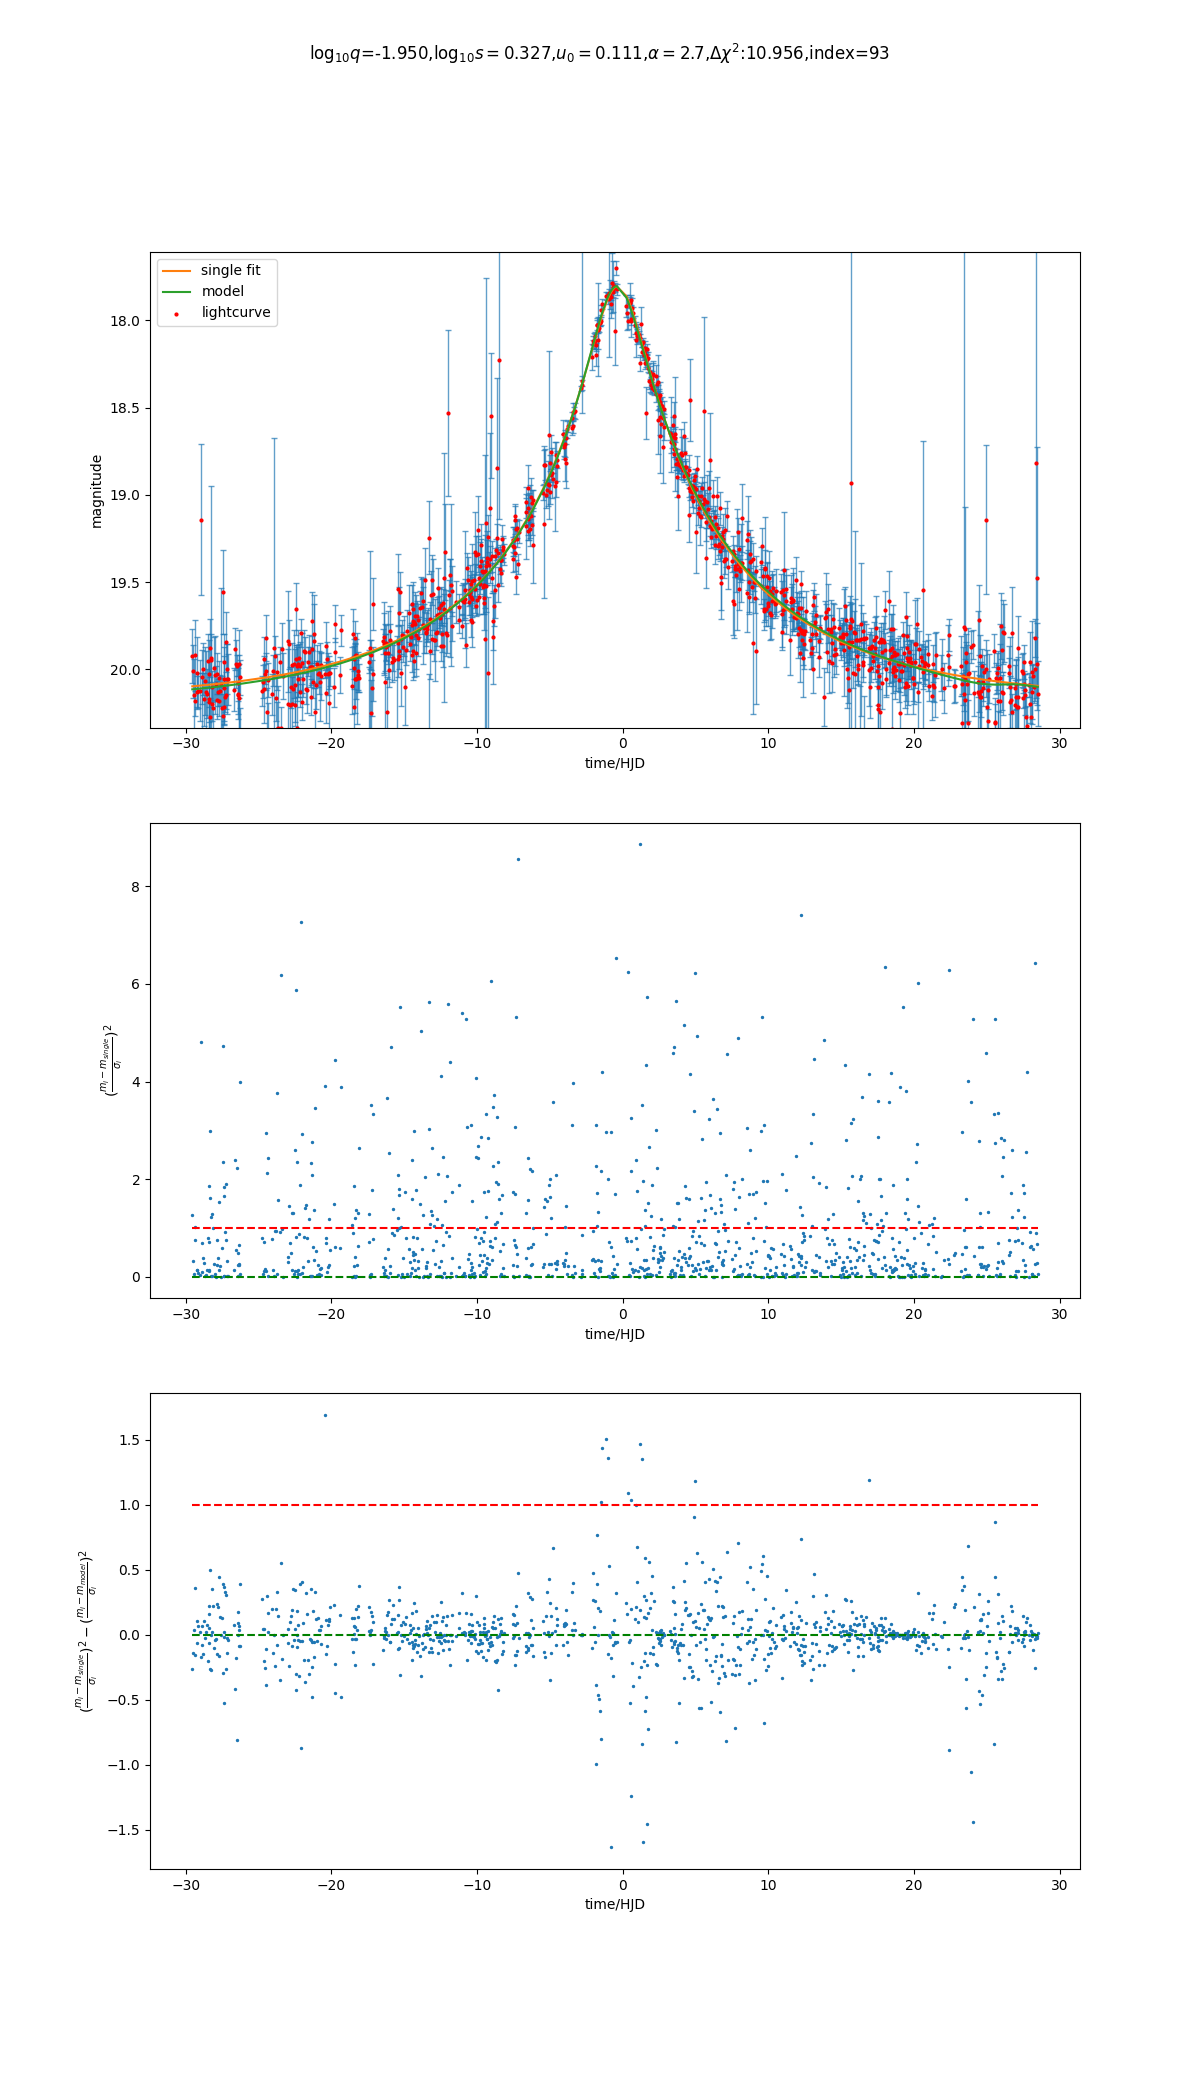 log₁₀q=-1.950,log₁₀s = 0.327,u₀ = 0.111,α = 2.7,Δχ²:10.956,index=93
single fit
model
lightcurve
magnitude
18.0
18.5
19.0
19.5
20.0
−30 −20 −10 0 10 20 30
time/HJD
((mᵢ − m_single)/σᵢ)²
8
6
4
2
0
−30 −20 −10 0 10 20 30
time/HJD
((mᵢ − m_single)/σᵢ)² − ((mᵢ − m_model)/σᵢ)²
1.5
1.0
0.5
0.0
−0.5
−1.0
−1.5
−30 −20 −10 0 10 20 30
time/HJD